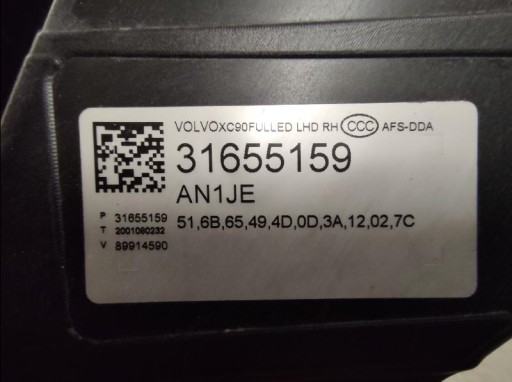 VOLVOXC90FULLED LHD RH CCC AFS-DDA
31655159
AN1JE
P 31655159
T 2001060232
V 89914590
51,6B,65,49,4D,0D,3A,12,02,7C